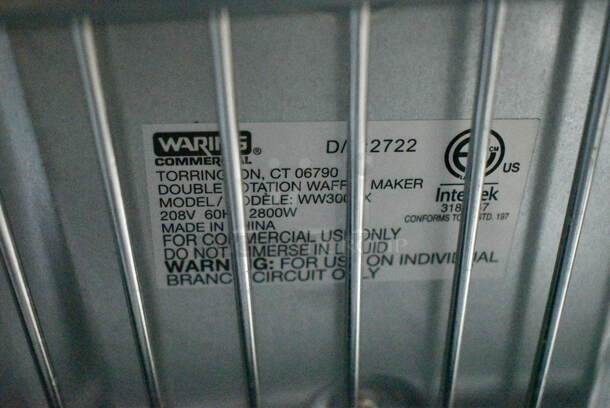 WARING
COMMERCIAL
D/C 2722
TORRINGTON, CT 06790
DOUBLE ROTATION WAFFLE MAKER
MODEL/MODÈLE:
208V 60Hz 2800W
MADE IN CHINA
FOR COMMERCIAL USE ONLY
DO NOT IMMERSE IN LIQUID
WARNING: FOR USE ON INDIVIDUAL
BRANCH CIRCUIT ONLY
CM
US
Intertek
CONFORMS TO STD. 197